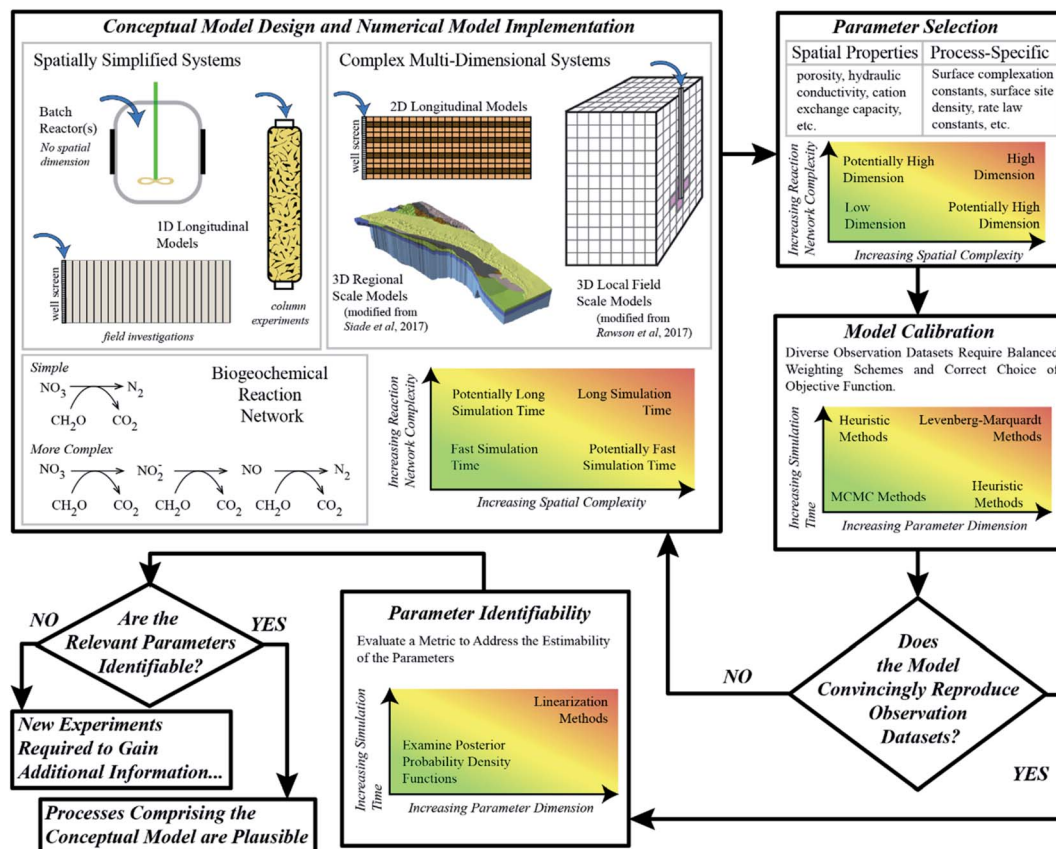 Conceptual Model Design and Numerical Model Implementation
Spatially Simplified Systems
Batch
Reactor(s)
No spatial
dimension
1D Longitudinal
Models
well screen
field investigations
column
experiments
Complex Multi-Dimensional Systems
2D Longitudinal Models
well screen
3D Regional
Scale Models
(modified from
Siade et al, 2017)
3D Local Field
Scale Models
(modified from
Rawson et al, 2017)
Simple
NO₃ N₂
CH₂O CO₂
Biogeochemical
Reaction
Network
More Complex
NO₃ NO₂⁻ NO N₂
CH₂O CO₂ CH₂O CO₂ CH₂O CO₂
Increasing Reaction
Network Complexity
Potentially Long
Simulation Time
Long Simulation
Time
Fast Simulation
Time
Potentially Fast
Simulation Time
Increasing Spatial Complexity
Parameter Selection
Spatial Properties
porosity, hydraulic
conductivity, cation
exchange capacity,
etc.
Process-Specific
Surface complexation
constants, surface site
density, rate law
constants, etc.
Increasing Reaction
Network Complexity
Potentially High
Dimension
High
Dimension
Low
Dimension
Potentially High
Dimension
Increasing Spatial Complexity
Model Calibration
Diverse Observation Datasets Require Balanced
Weighting Schemes and Correct Choice of
Objective Function.
Increasing Simulation
Time
Heuristic
Methods
Levenberg-Marquardt
Methods
MCMC Methods
Heuristic
Methods
Increasing Parameter Dimension
Does
the Model
Convincingly Reproduce
Observation
Datasets?
NO
YES
Parameter Identifiability
Evaluate a Metric to Address the Estimability
of the Parameters
Increasing Simulation
Time
Linearization
Methods
Examine Posterior
Probability Density
Functions
Increasing Parameter Dimension
Are the
Relevant Parameters
Identifiable?
NO
YES
New Experiments
Required to Gain
Additional Information...
Processes Comprising the
Conceptual Model are Plausible